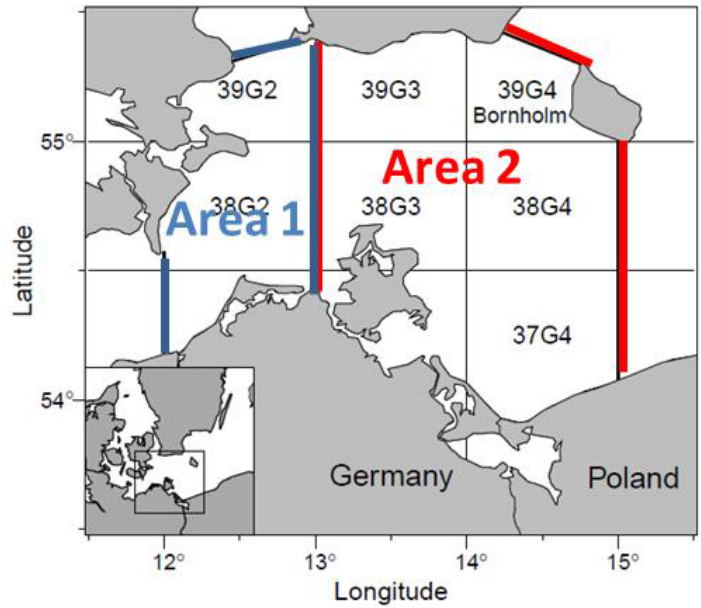 39G2
39G3
39G4
Bornholm
55°
Area 2
38G2
Area 1
38G3
38G4
Latitude
37G4
54°
Germany
Poland
12°
13°
14°
15°
Longitude